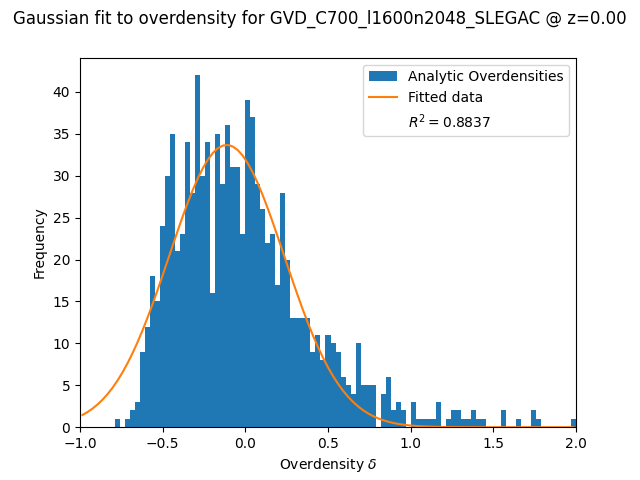 Gaussian fit to overdensity for GVD_C700_l1600n2048_SLEGAC @ z=0.00
Analytic Overdensities
Fitted data
R² = 0.8837
Frequency
40
35
30
25
20
15
10
5
0
−1.0 −0.5 0.0 0.5 1.0 1.5 2.0
Overdensity δ